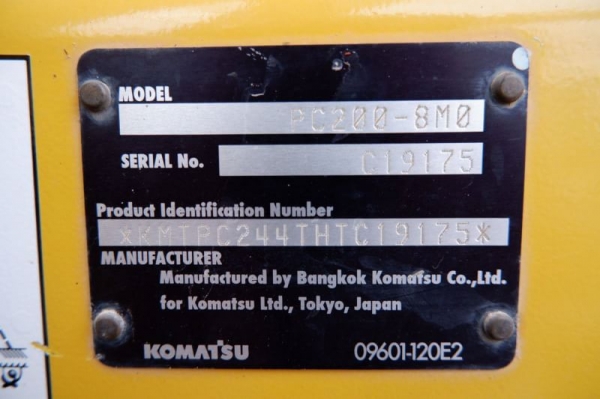 MODEL PC200-8M0
SERIAL No. C19175
Product Identification Number
*KMTPC244THTC19175*
MANUFACTURER
Manufactured by Bangkok Komatsu Co.,Ltd.
for Komatsu Ltd., Tokyo, Japan
KOMATSU 09601-120E2